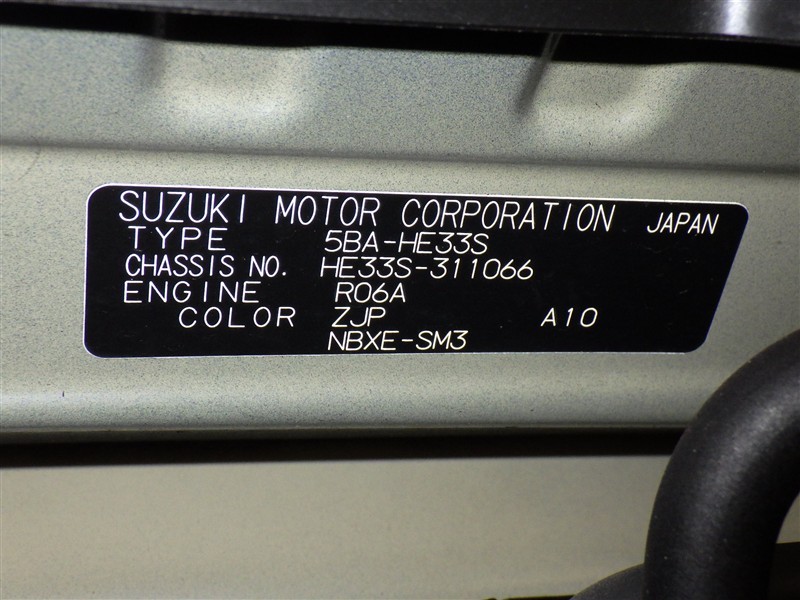 SUZUKI MOTOR CORPORATION JAPAN
TYPE 5BA-HE33S
CHASSIS NO. HE33S-311066
ENGINE R06A
COLOR ZJP A10
NBXE-SM3